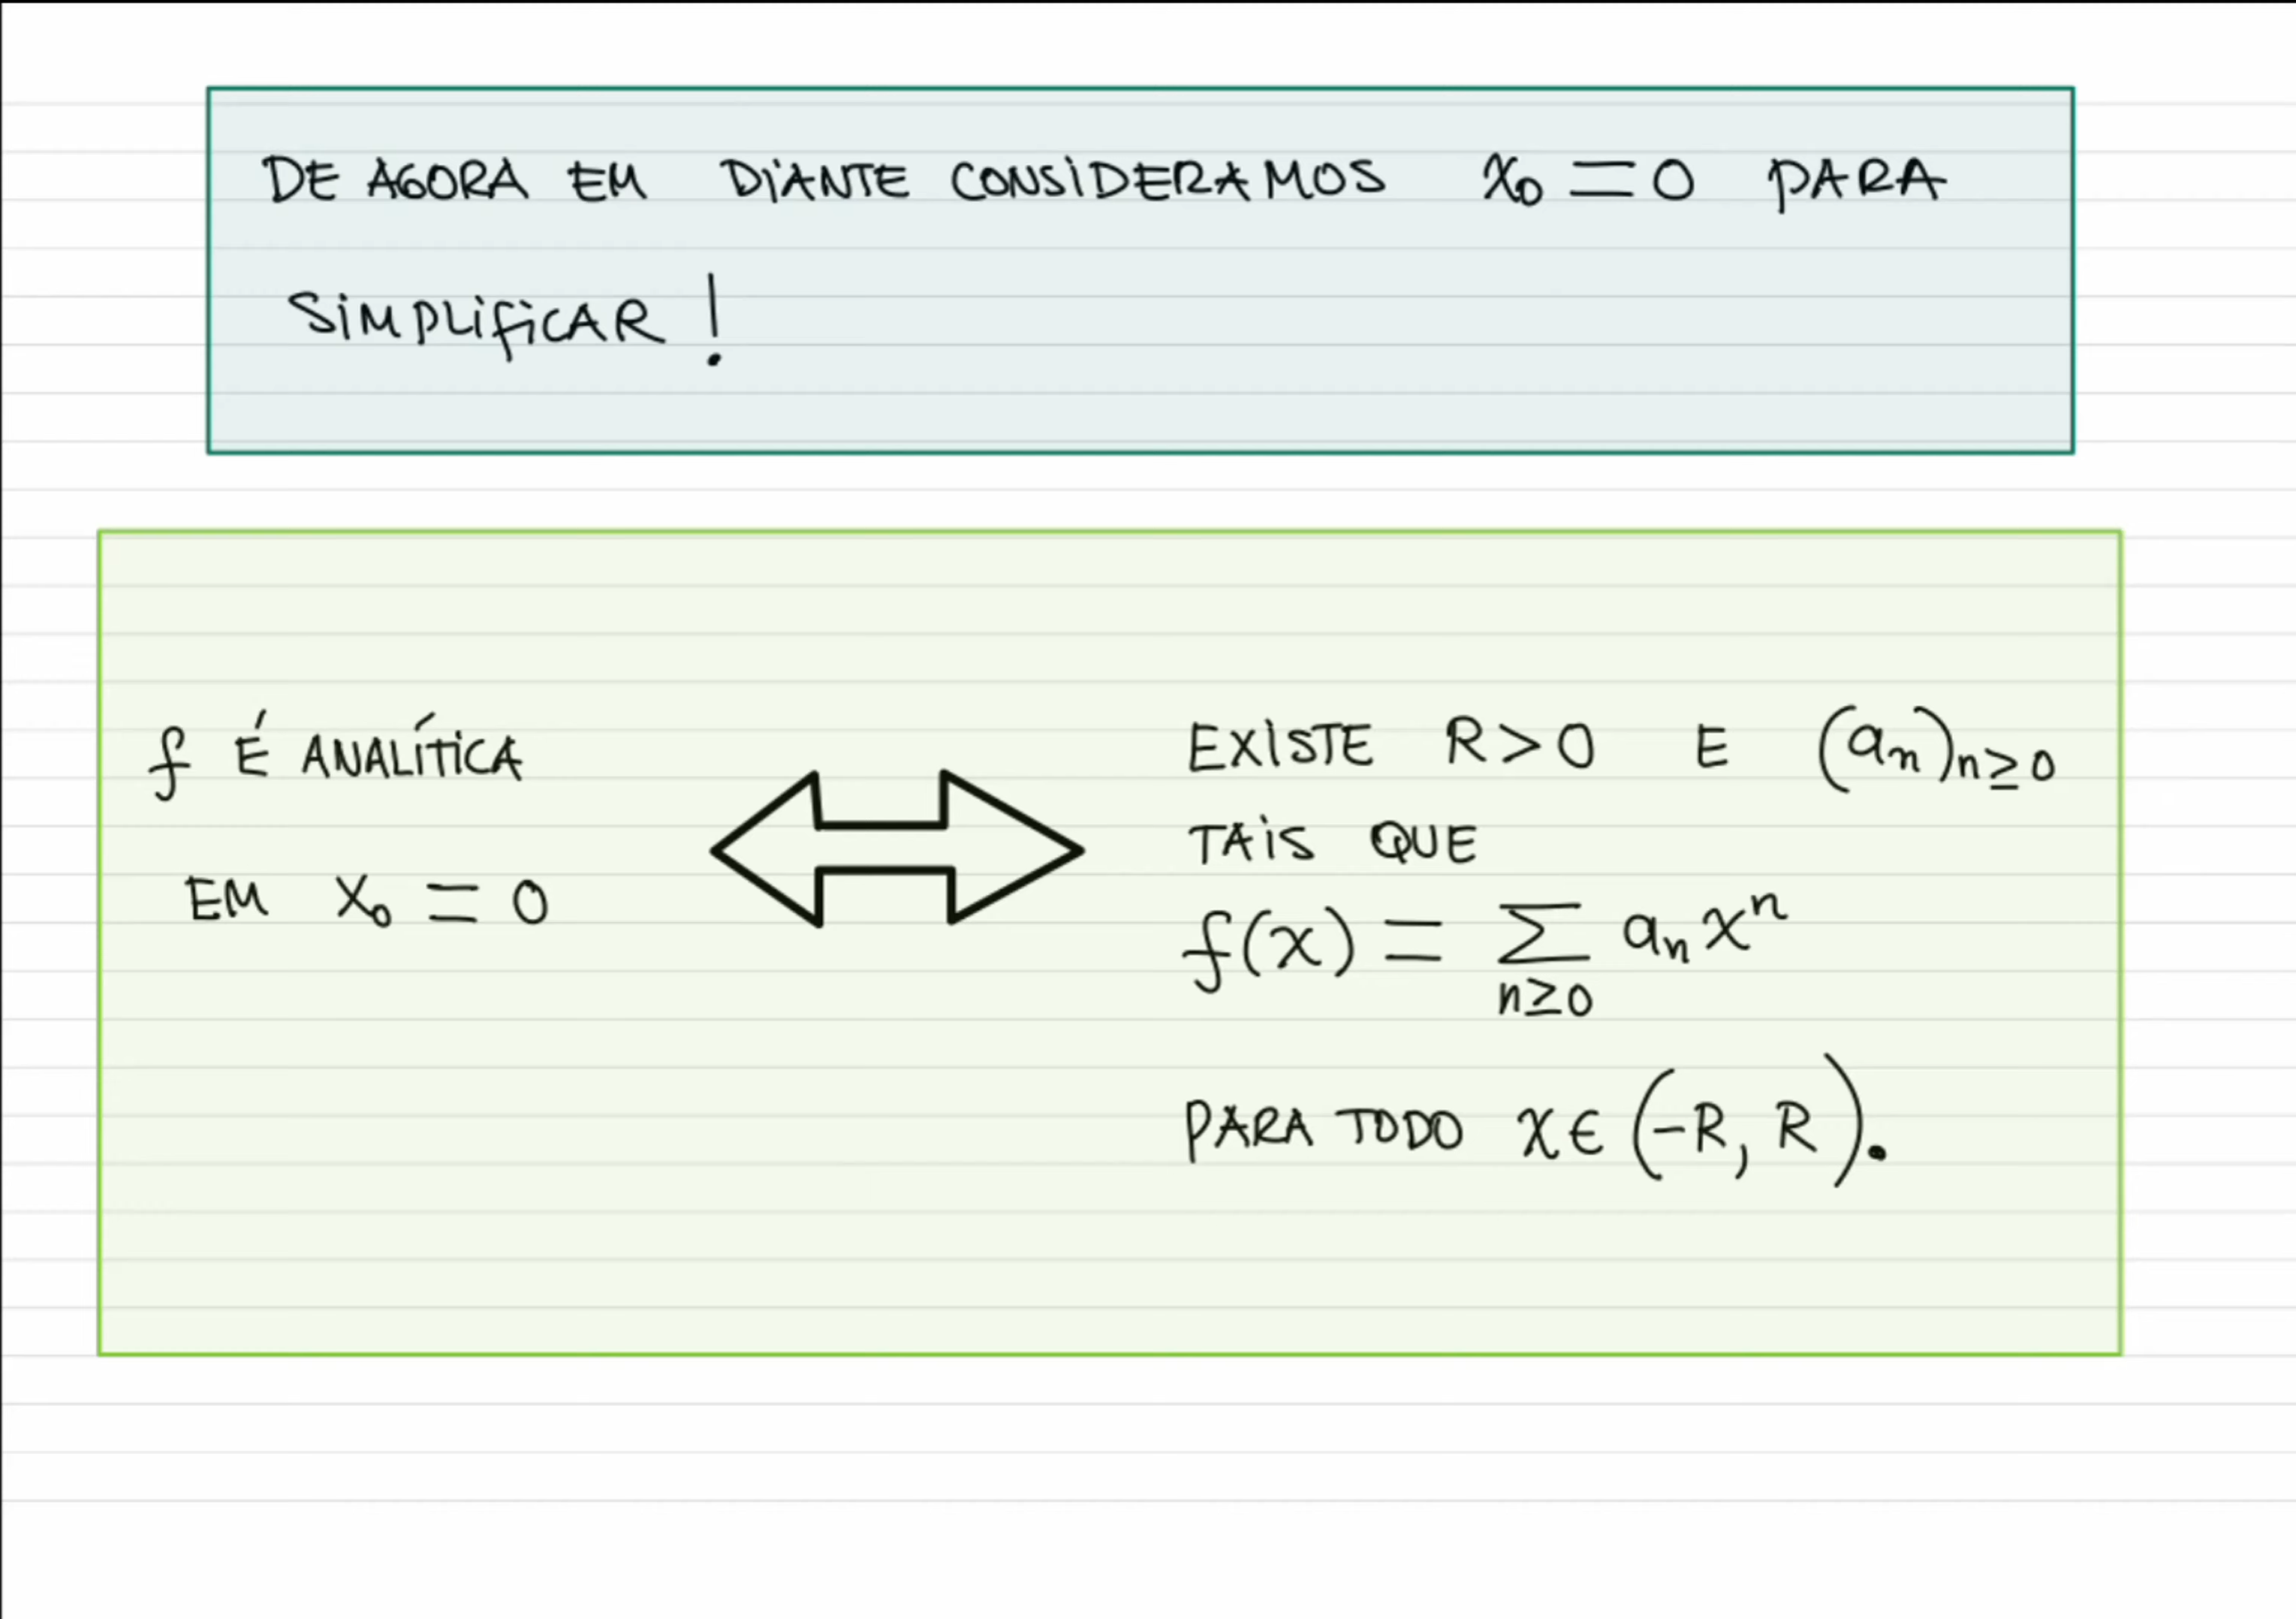 DE AGORA EM DIANTE CONSIDERAMOS x₀ = 0 PARA
SIMPLIFICAR!
f É ANALÍTICA
EM x₀ = 0
EXISTE R > 0 E (aₙ)ₙ≥₀
TAIS QUE
f(x) = ∑ aₙxⁿ
n≥0
PARA TODO x ∈ (-R, R).